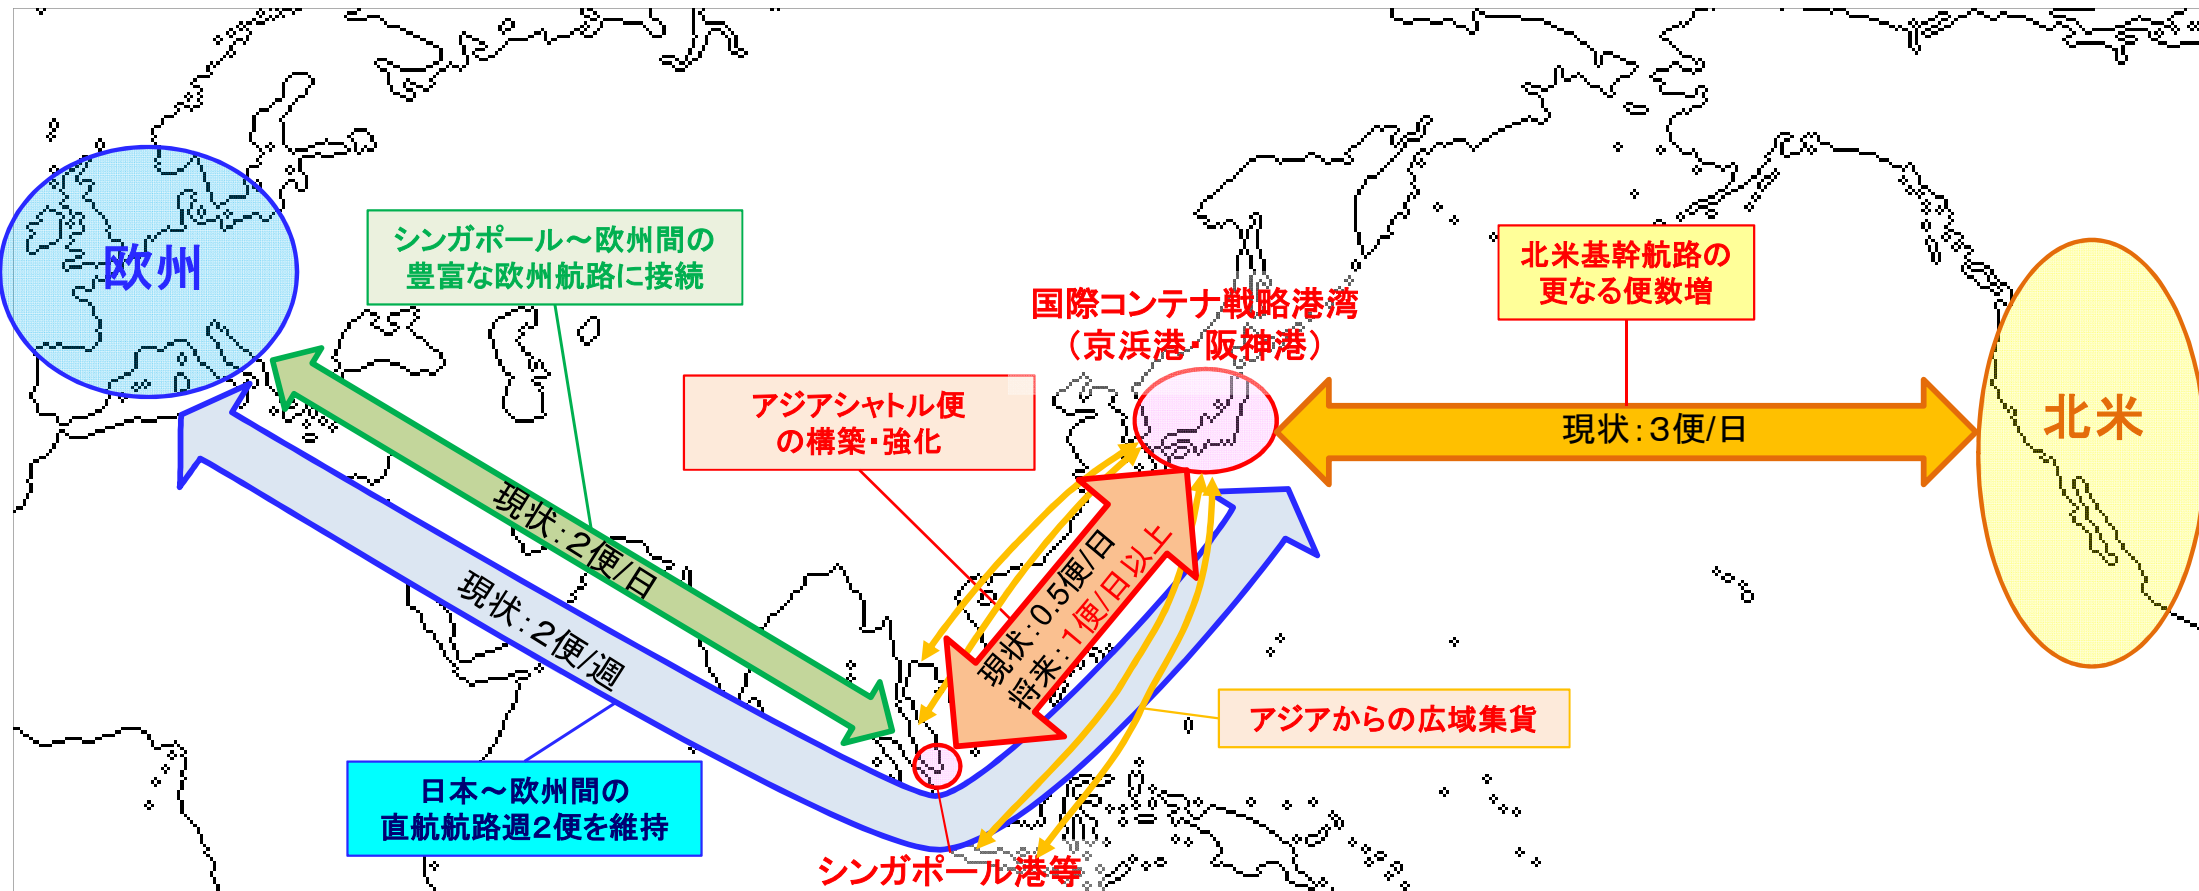 欧州
シンガポール～欧州間の
豊富な欧州航路に接続
国際コンテナ戦略港湾
（京浜港・阪神港）
北米基幹航路の
更なる便数増
アジアシャトル便
の構築・強化
現状：3便/日
北米
現状：2便/日
現状：2便/週
現状：0.5便/日
将来：1便/日以上
アジアからの広域集貨
日本～欧州間の
直航航路週2便を維持
シンガポール港等